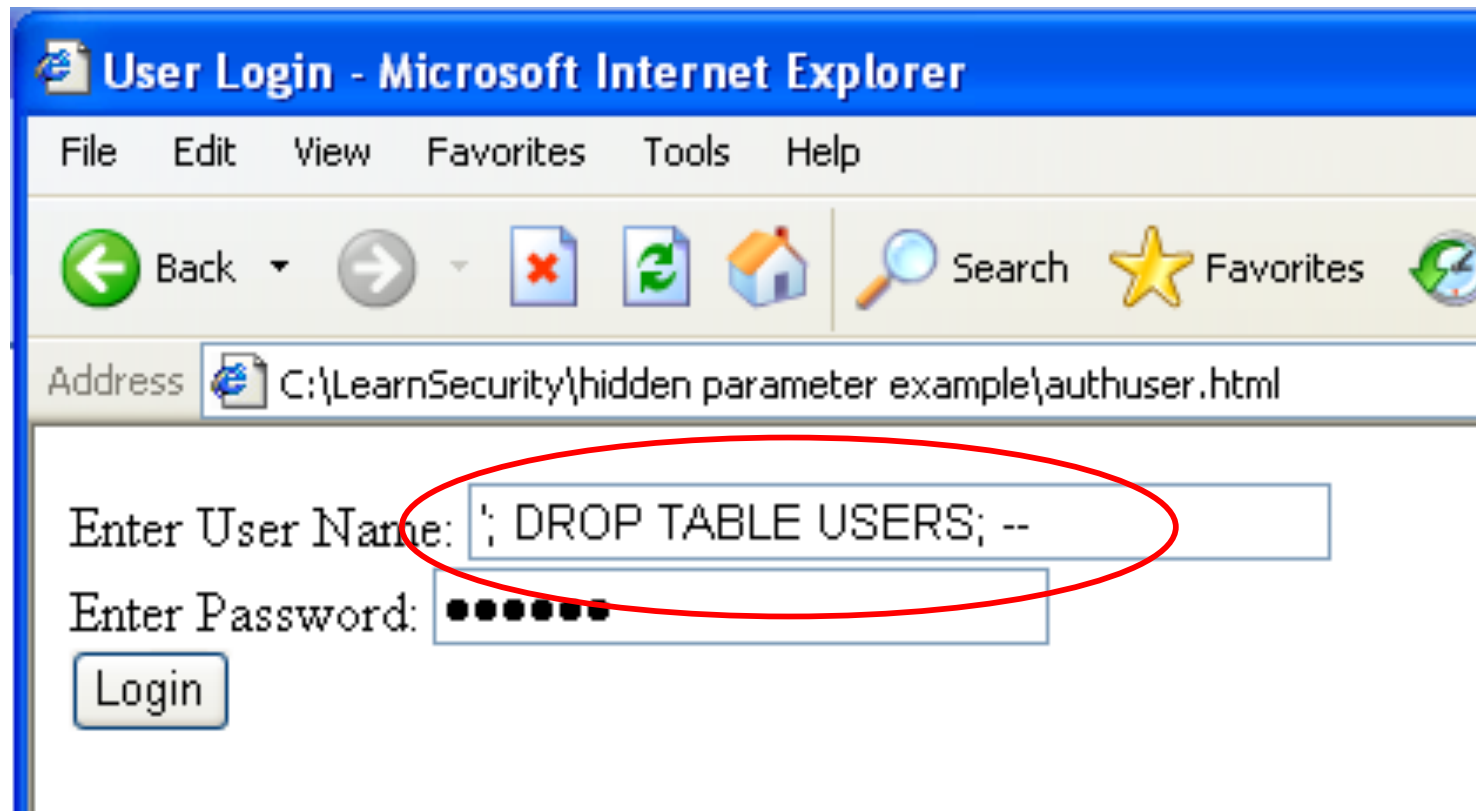 User Login - Microsoft Internet Explorer
File Edit View Favorites Tools Help
Back Search Favorites
Address C:\LearnSecurity\hidden parameter example\authuser.html
Enter User Name: '; DROP TABLE USERS; --
Enter Password: ●●●●●●
Login